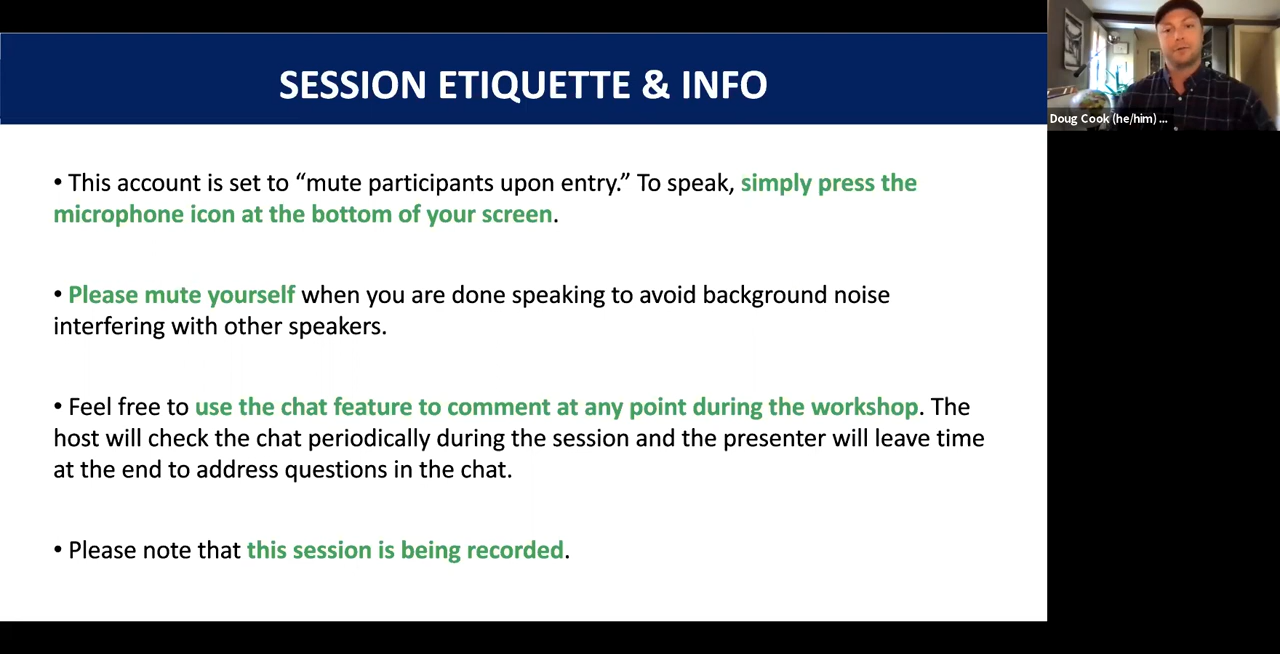 SESSION ETIQUETTE & INFO
Doug Cook (he/him) ...
• This account is set to “mute participants upon entry.” To speak, simply press the
microphone icon at the bottom of your screen.
• Please mute yourself when you are done speaking to avoid background noise
interfering with other speakers.
• Feel free to use the chat feature to comment at any point during the workshop. The
host will check the chat periodically during the session and the presenter will leave time
at the end to address questions in the chat.
• Please note that this session is being recorded.